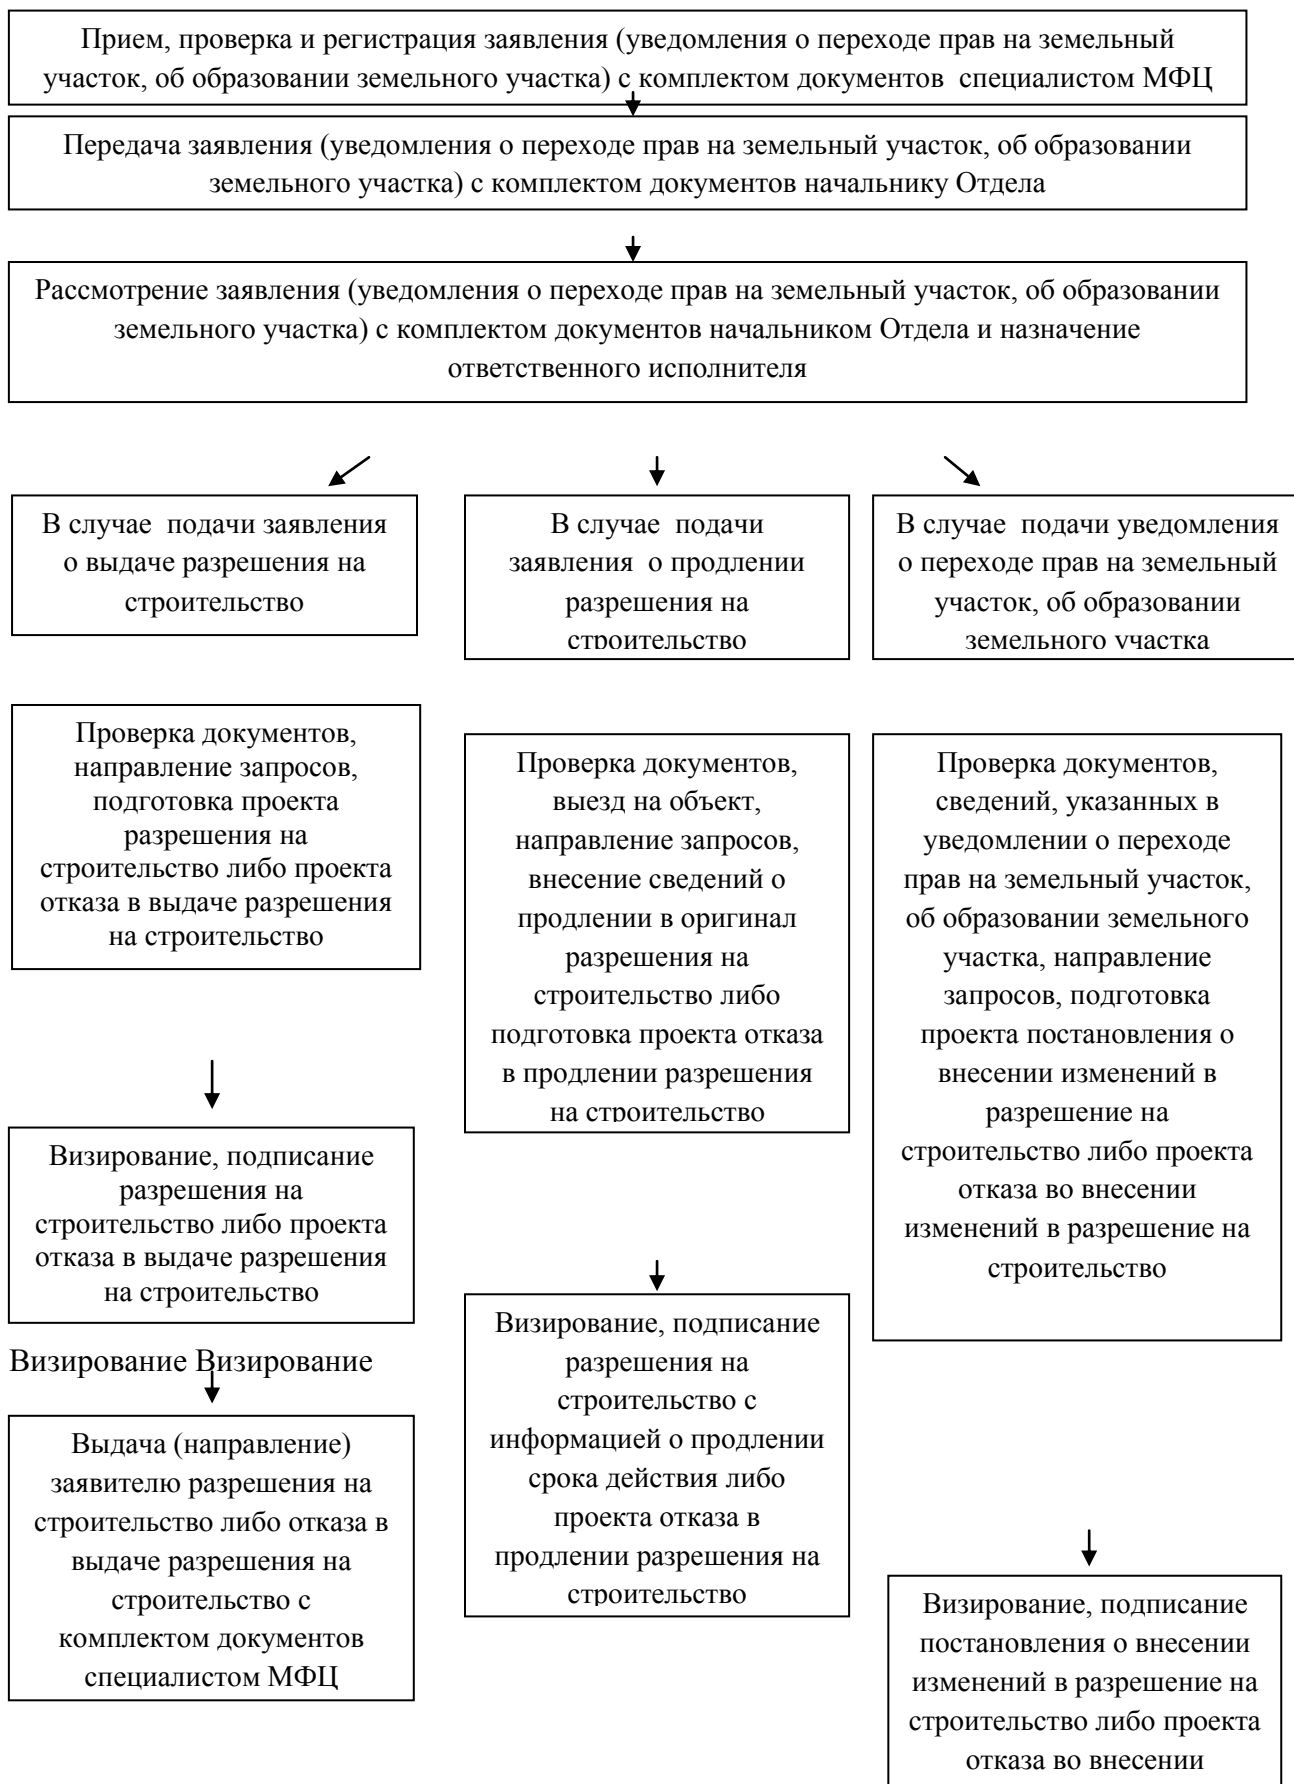 Прием, проверка и регистрация заявления (уведомления о переходе прав на земельный
участок, об образовании земельного участка) с комплектом документов  специалистом МФЦ
Передача заявления (уведомления о переходе прав на земельный участок, об образовании
земельного участка) с комплектом документов начальнику Отдела
Рассмотрение заявления (уведомления о переходе прав на земельный участок, об образовании
земельного участка) с комплектом документов начальником Отдела и назначение
ответственного исполнителя
В случае  подачи заявления
о выдаче разрешения на
строительство
В случае  подачи
заявления  о продлении
разрешения на
строительство
В случае  подачи уведомления
о переходе прав на земельный
участок, об образовании
земельного участка
Проверка документов,
направление запросов,
подготовка проекта
разрешения на
строительство либо проекта
отказа в выдаче разрешения
на строительство
Проверка документов,
выезд на объект,
направление запросов,
внесение сведений о
продлении в оригинал
разрешения на
строительство либо
подготовка проекта отказа
в продлении разрешения
на строительство
Проверка документов,
сведений, указанных в
уведомлении о переходе
прав на земельный участок,
об образовании земельного
участка, направление
запросов, подготовка
проекта постановления о
внесении изменений в
разрешение на
строительство либо проекта
отказа во внесении
изменений в разрешение на
строительство
Визирование, подписание
разрешения на
строительство либо проекта
отказа в выдаче разрешения
на строительство
Визирование Визирование
Выдача (направление)
заявителю разрешения на
строительство либо отказа в
выдаче разрешения на
строительство с
комплектом документов
специалистом МФЦ
Визирование, подписание
разрешения на
строительство с
информацией о продлении
срока действия либо
проекта отказа в
продлении разрешения на
строительство
Визирование, подписание
постановления о внесении
изменений в разрешение на
строительство либо проекта
отказа во внесении